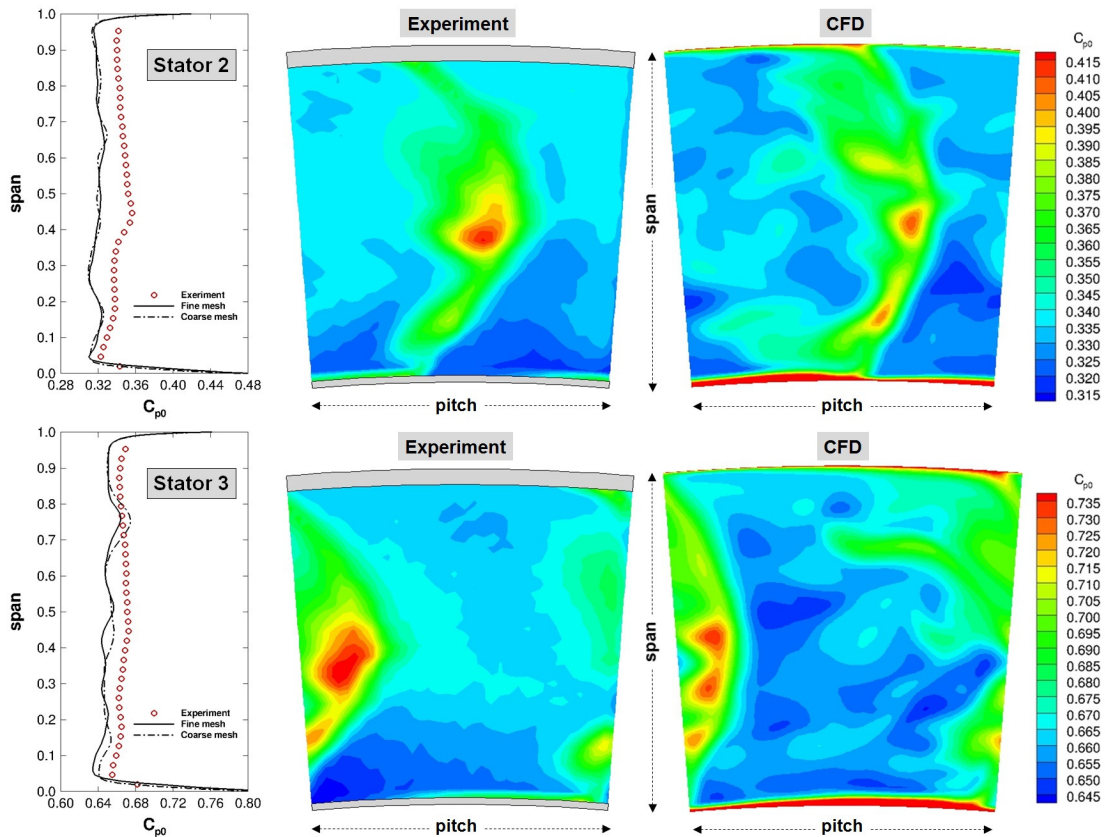 Experiment
CFD
Stator 2
span
1.0
0.9
0.8
0.7
0.6
0.5
0.4
0.3
0.2
0.1
0.0
Experiment
Fine mesh
Coarse mesh
0.28 0.32 0.36 0.40 0.44 0.48
Cp0
span
pitch
pitch
Cp0
0.415
0.405
0.395
0.385
0.380
0.375
0.370
0.365
0.360
0.355
0.350
0.345
0.340
0.335
0.330
0.325
0.320
0.315
Experiment
CFD
Stator 3
span
1.0
0.9
0.8
0.7
0.6
0.5
0.4
0.3
0.2
0.1
0.0
Experiment
Fine mesh
Coarse mesh
0.60 0.64 0.68 0.72 0.76 0.80
Cp0
span
pitch
pitch
Cp0
0.735
0.730
0.725
0.720
0.715
0.710
0.705
0.700
0.695
0.690
0.685
0.680
0.675
0.670
0.665
0.660
0.655
0.650
0.645